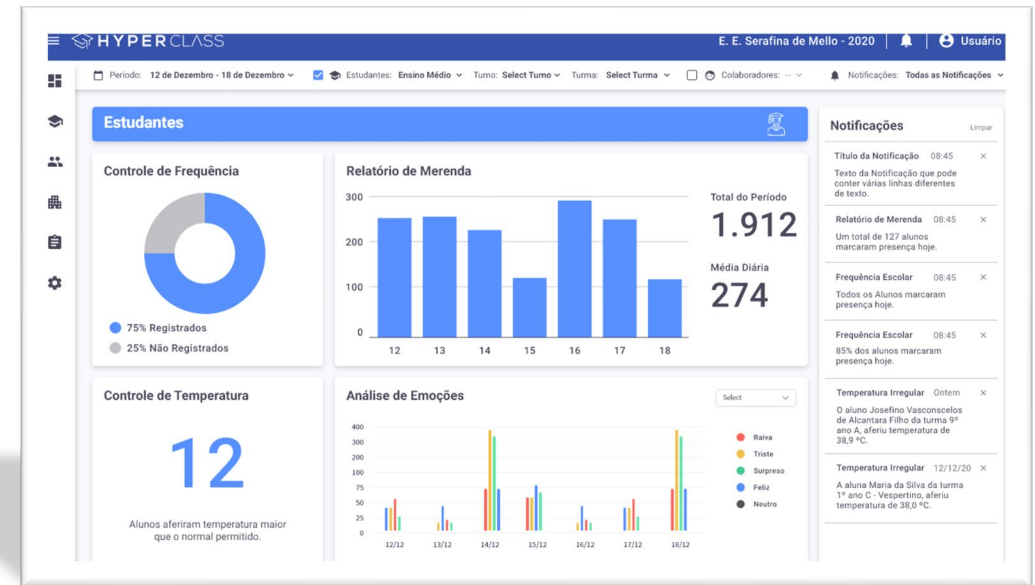 HYPERCLASS
E. E. Serafina de Mello - 2020
Usuário
Período: 12 de Dezembro - 18 de Dezembro
Estudantes: Ensino Médio
Turno: Select Turno
Turma: Select Turma
Colaboradores: --
Notificações: Todas as Notificações
Estudantes
Controle de Frequência
75% Registrados
25% Não Registrados
Relatório de Merenda
300
200
100
0
12 13 14 15 16 17 18
Total do Período
1.912
Média Diária
274
Controle de Temperatura
12
Alunos aferiram temperatura maior
que o normal permitido.
Análise de Emoções
Select
400
300
200
100
75
50
25
0
12/12 13/12 14/12 15/12 16/12 17/12 18/12
Raiva
Triste
Surpreso
Feliz
Neutro
Notificações
Limpar
Título da Notificação 08:45 ×
Texto da Notificação que pode
conter várias linhas diferentes
de texto.
Relatório de Merenda 08:45 ×
Um total de 127 alunos
marcaram presença hoje.
Frequência Escolar 08:45 ×
Todos os Alunos marcaram
presença hoje.
Frequência Escolar 08:45 ×
85% dos alunos marcaram
presença hoje.
Temperatura Irregular Ontem ×
O aluno Josefino Vasconscelos
de Alcantara Filho da turma 9º
ano A, aferiu temperatura de
38,9 ºC.
Temperatura Irregular 12/12/20 ×
A aluna Maria da Silva da turma
1º ano C - Vespertino, aferiu
temperatura de 38,0 ºC.